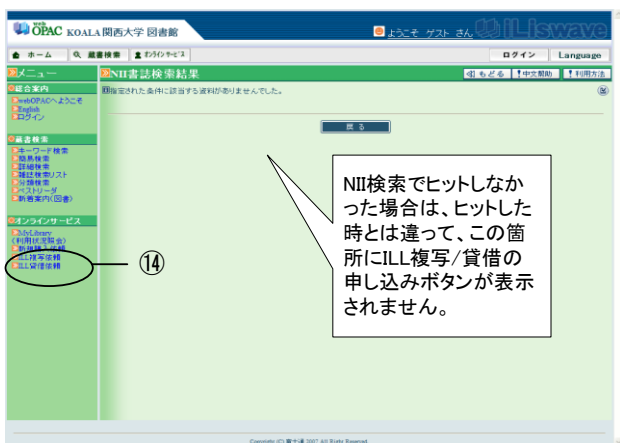 web OPAC KOALA 関西大学 図書館
ようこそ ゲスト さん
iLiswave
ホーム 蔵書検索 オンラインサービス
ログイン Language
メニュー
NII書誌検索結果
もどる 中文幇助 利用方法
総合案内
webOPACへようこそ
English
ログイン
指定された条件に該当する資料がありませんでした。
戻る
蔵書検索
キーワード検索
簡易検索
詳細検索
雑誌検索リスト
分類検索
ベストリーダ
新着案内(図書)
オンラインサービス
MyLibrary
(利用状況照会)
新規購入依頼
ILL複写依頼
ILL貸借依頼
⑭
NII検索でヒットしなか
った場合は、ヒットした
時とは違って、この箇
所にILL複写/貸借の
申し込みボタンが表示
されません。
Copyright (C) 富士通 2007 All Right Reserved.